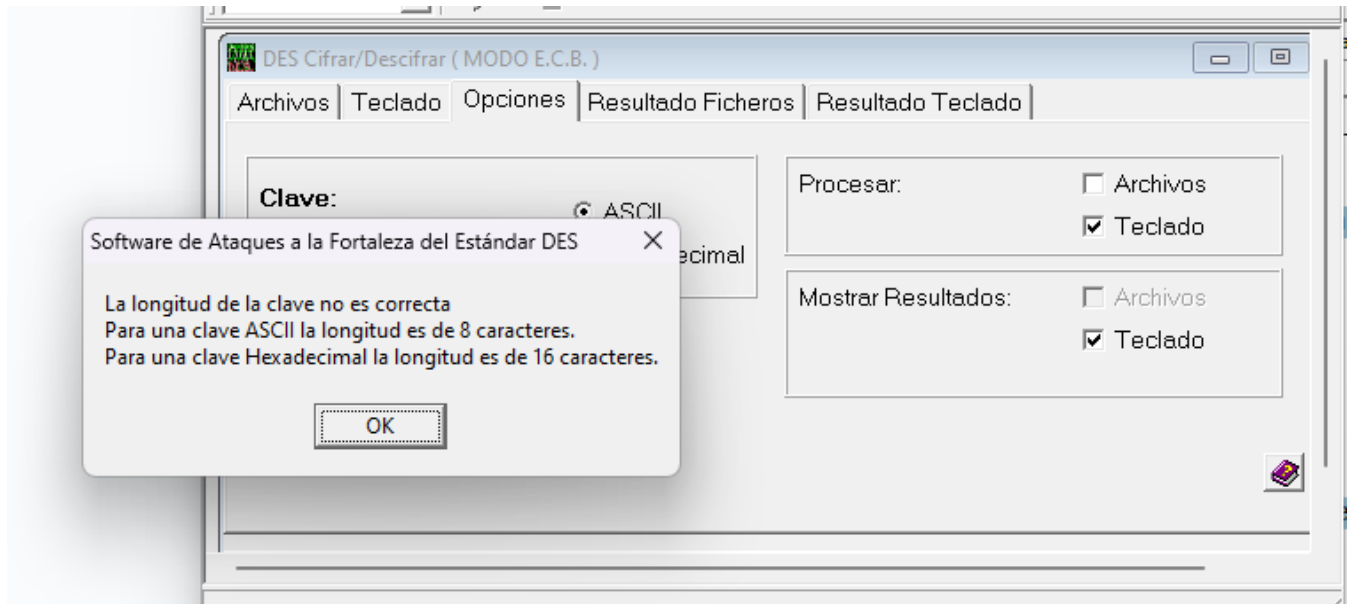 DES Cifrar/Descifrar ( MODO E.C.B. )
Archivos Teclado Opciones Resultado Ficheros Resultado Teclado
Clave:
ASCII
ecimal
Procesar:
Archivos
Teclado
Mostrar Resultados:
Archivos
Teclado
Software de Ataques a la Fortaleza del Estándar DES
La longitud de la clave no es correcta
Para una clave ASCII la longitud es de 8 caracteres.
Para una clave Hexadecimal la longitud es de 16 caracteres.
OK